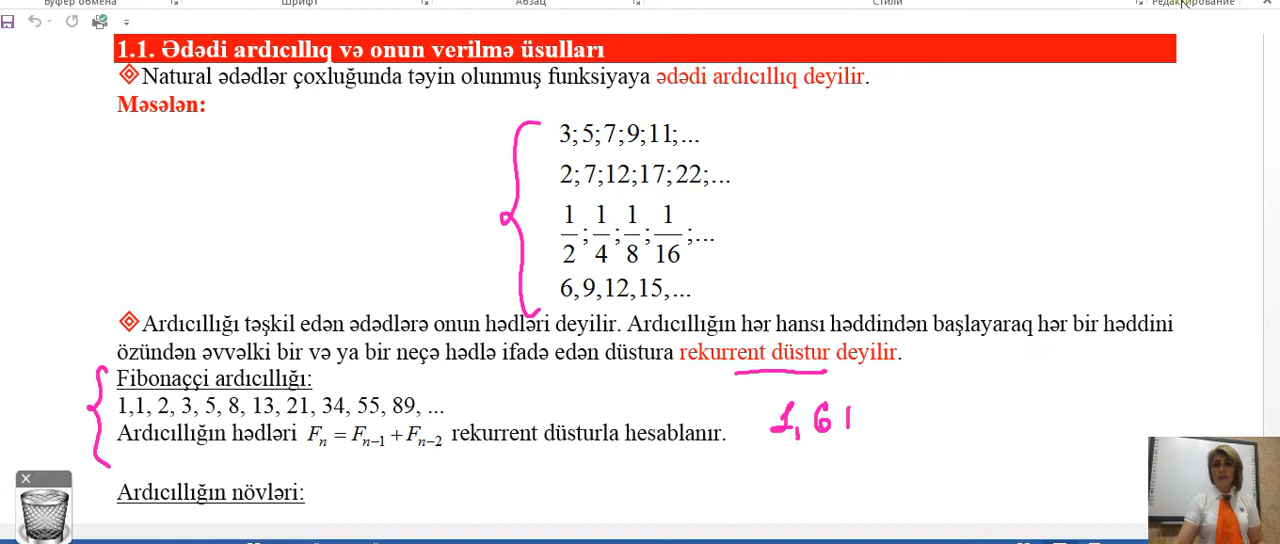 Буфер обмена Шрифт Абзац Стили Редактирование
1.1. Ədədi ardıcıllıq və onun verilmə üsulları
Natural ədədlər çoxluğunda təyin olunmuş funksiyaya ədədi ardıcıllıq deyilir.
Məsələn:
3;5;7;9;11;...
2;7;12;17;22;...
1/2;1/4;1/8;1/16;...
6,9,12,15,...
Ardıcıllığı təşkil edən ədədlərə onun hədləri deyilir. Ardıcıllığın hər hansı həddindən başlayaraq hər bir həddini
özündən əvvəlki bir və ya bir neçə hədlə ifadə edən düstura rekurrent düstur deyilir.
Fibonaççi ardıcıllığı:
1,1, 2, 3, 5, 8, 13, 21, 34, 55, 89, ...
Ardıcıllığın hədləri Fn = Fn−1 + Fn−2 rekurrent düsturla hesablanır.
1,61
Ardıcıllığın növləri: